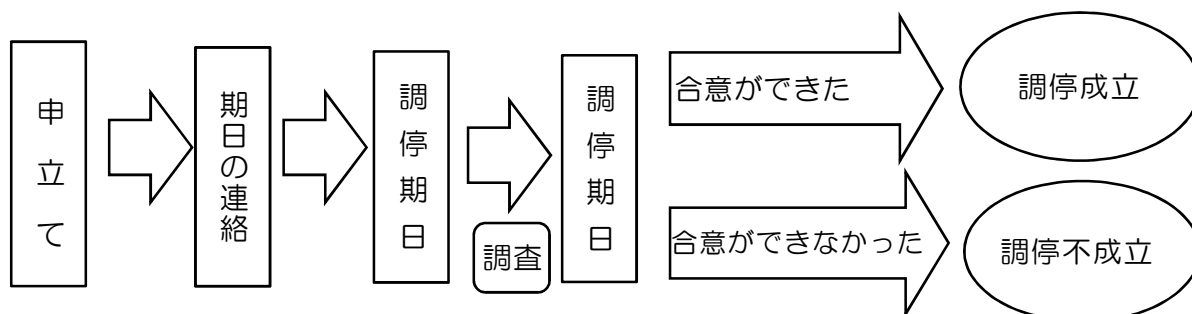 申立て
期日の連絡
調停期日
調査
調停期日
合意ができた
調停成立
合意ができなかった
調停不成立